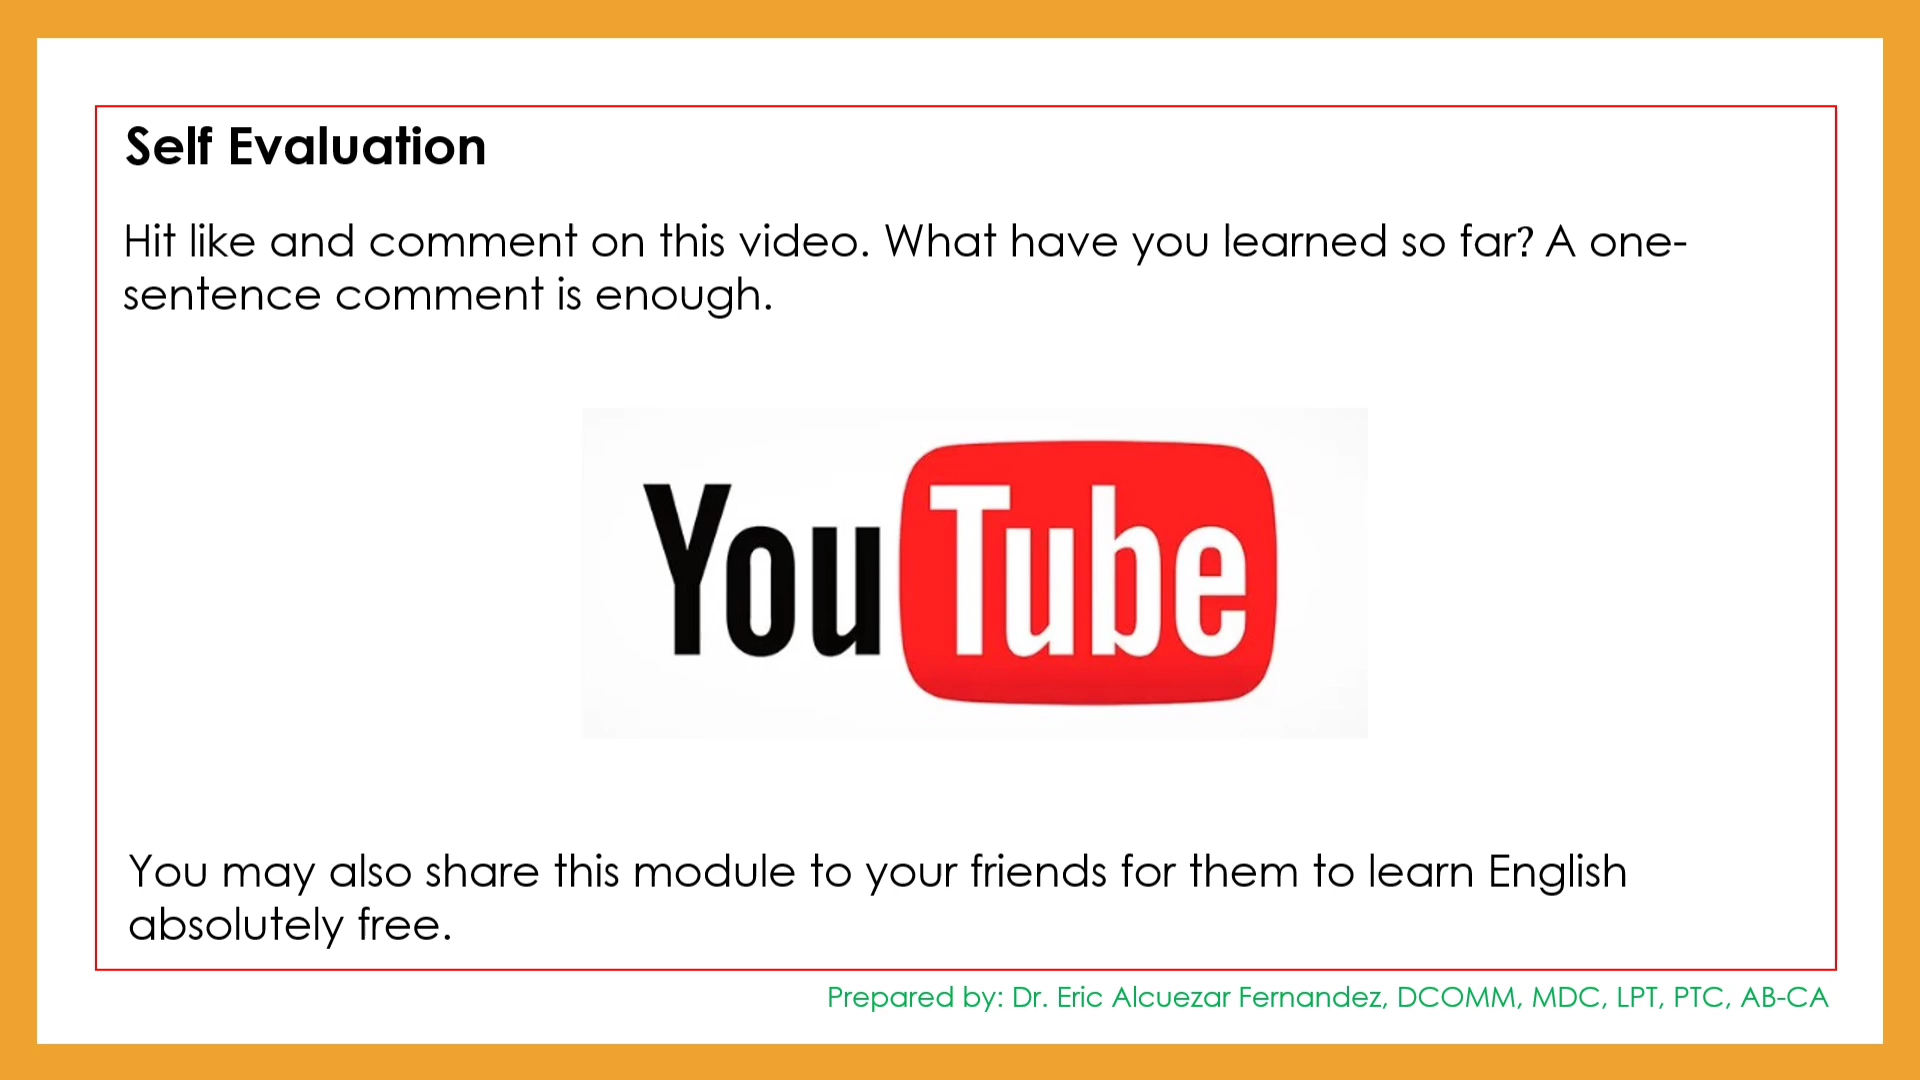 Self Evaluation
Hit like and comment on this video. What have you learned so far? A one-
sentence comment is enough.
YouTube
You may also share this module to your friends for them to learn English
absolutely free.
Prepared by: Dr. Eric Alcuezar Fernandez, DCOMM, MDC, LPT, PTC, AB-CA